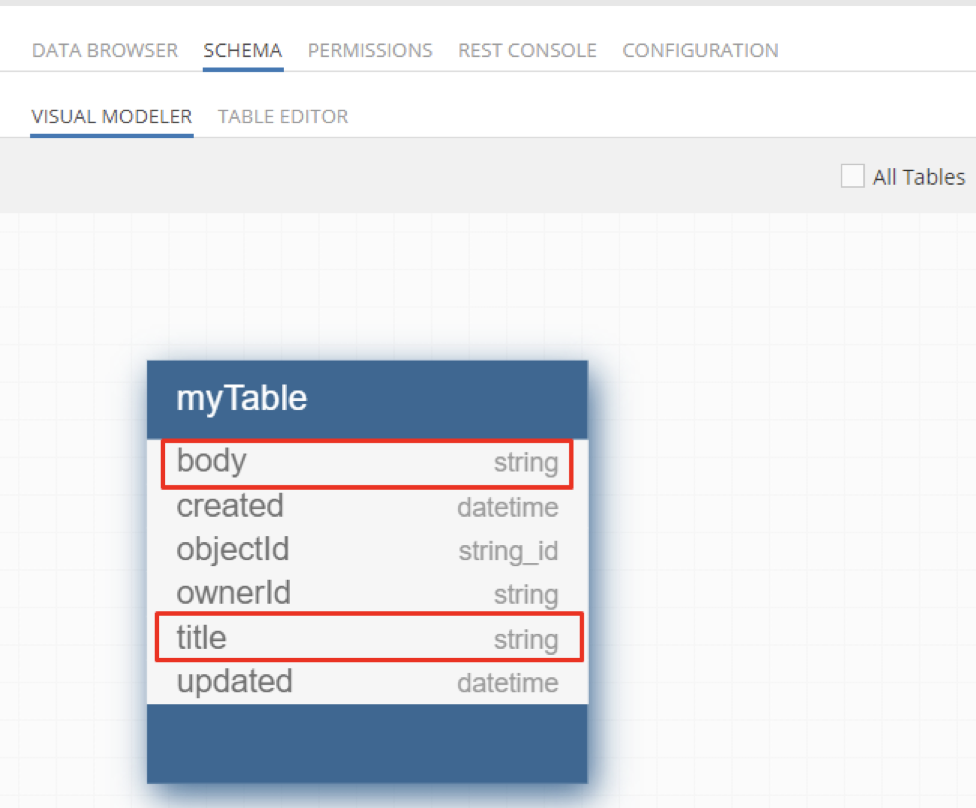 DATA BROWSER SCHEMA PERMISSIONS REST CONSOLE CONFIGURATION
VISUAL MODELER TABLE EDITOR
All Tables
myTable
body string
created datetime
objectId string_id
ownerId string
title string
updated datetime